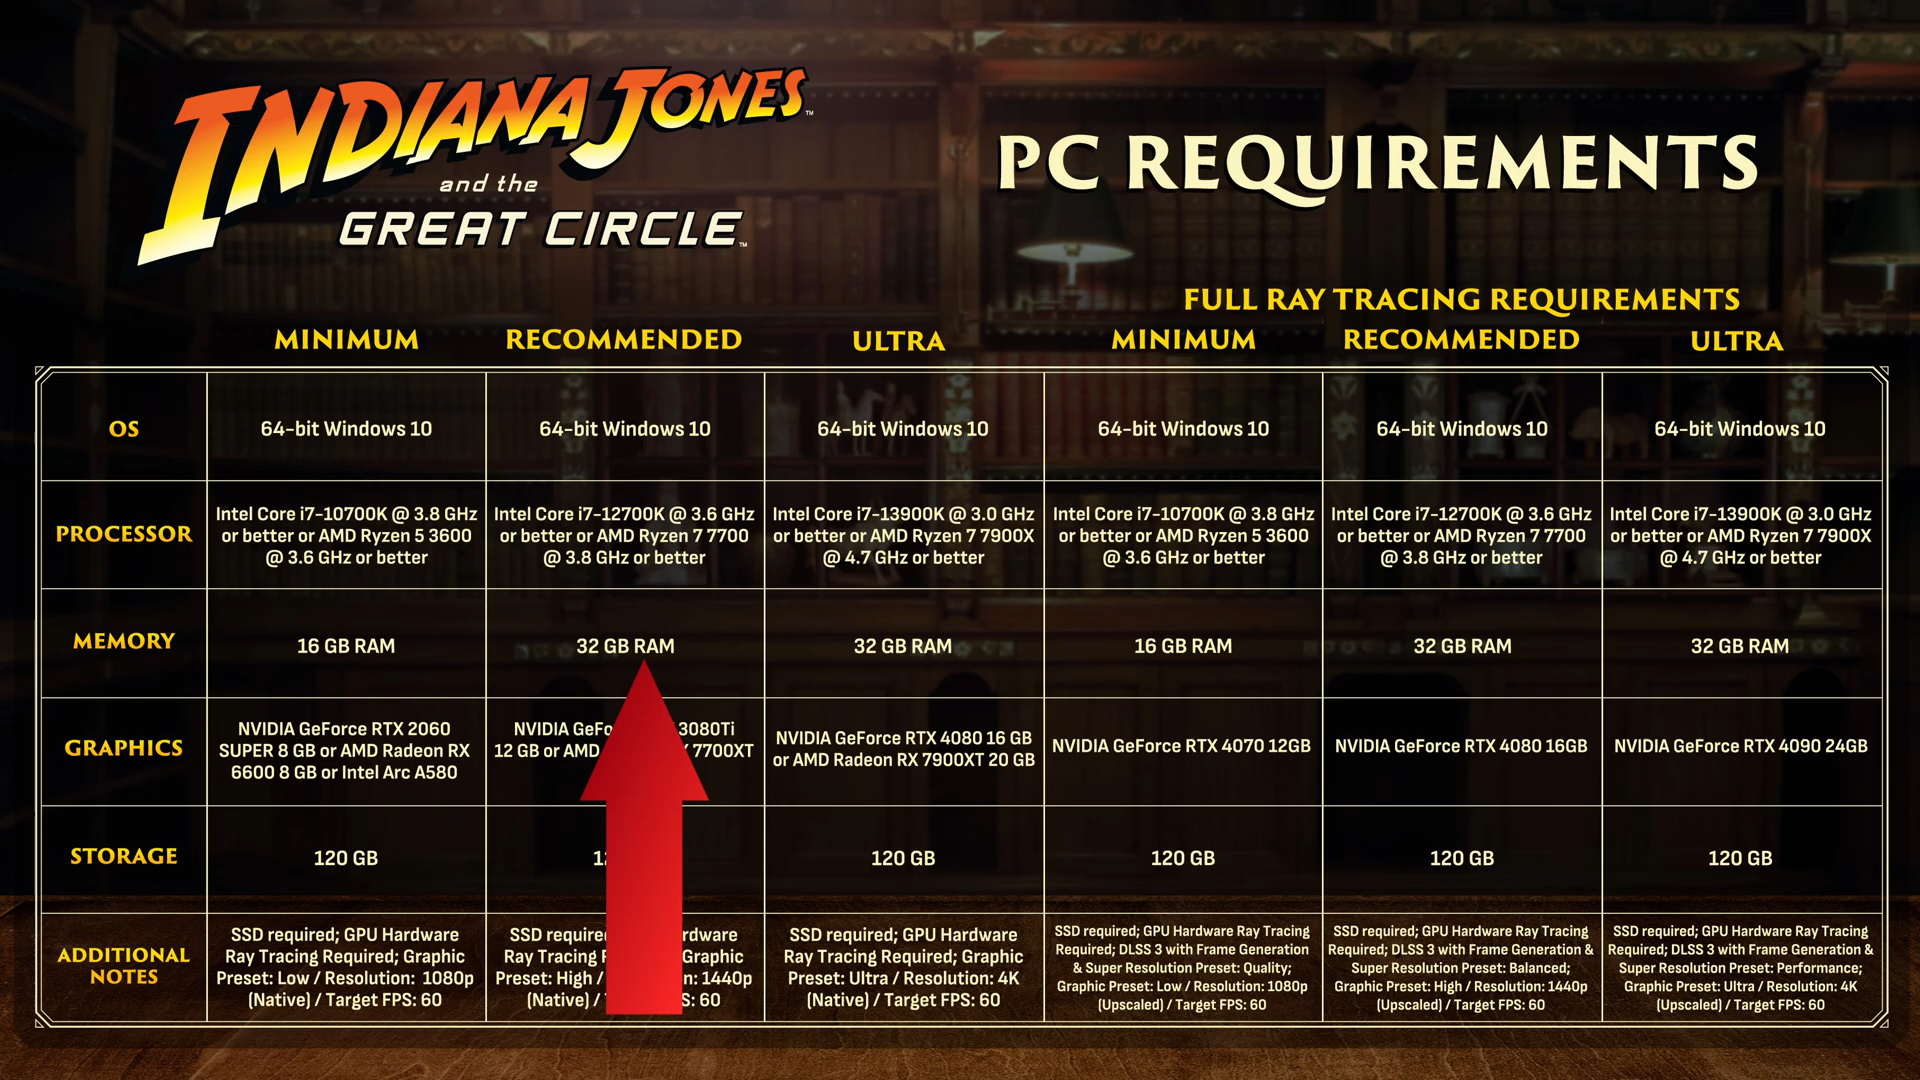 INDIANA JONES™
and the
GREAT CIRCLE™
PC REQUIREMENTS
FULL RAY TRACING REQUIREMENTS
MINIMUM RECOMMENDED ULTRA MINIMUM RECOMMENDED ULTRA
OS
64-bit Windows 10
64-bit Windows 10
64-bit Windows 10
64-bit Windows 10
64-bit Windows 10
64-bit Windows 10
PROCESSOR
Intel Core i7-10700K @ 3.8 GHz
or better or AMD Ryzen 5 3600
@ 3.6 GHz or better
Intel Core i7-12700K @ 3.6 GHz
or better or AMD Ryzen 7 7700
@ 3.8 GHz or better
Intel Core i7-13900K @ 3.0 GHz
or better or AMD Ryzen 7 7900X
@ 4.7 GHz or better
Intel Core i7-10700K @ 3.8 GHz
or better or AMD Ryzen 5 3600
@ 3.6 GHz or better
Intel Core i7-12700K @ 3.6 GHz
or better or AMD Ryzen 7 7700
@ 3.8 GHz or better
Intel Core i7-13900K @ 3.0 GHz
or better or AMD Ryzen 7 7900X
@ 4.7 GHz or better
MEMORY
16 GB RAM
32 GB RAM
32 GB RAM
16 GB RAM
32 GB RAM
32 GB RAM
GRAPHICS
NVIDIA GeForce RTX 2060
SUPER 8 GB or AMD Radeon RX
6600 8 GB or Intel Arc A580
NVIDIA 3080Ti
12 GB or AMD 7700XT
NVIDIA GeForce RTX 4080 16 GB
or AMD Radeon RX 7900XT 20 GB
NVIDIA GeForce RTX 4070 12GB
NVIDIA GeForce RTX 4080 16GB
NVIDIA GeForce RTX 4090 24GB
STORAGE
120 GB
120 GB
120 GB
120 GB
120 GB
ADDITIONAL
NOTES
SSD required; GPU Hardware
Ray Tracing Required; Graphic
Preset: Low / Resolution: 1080p
(Native) / Target FPS: 60
SSD
Ray Tracing Graphic
Preset: High / 1440p
(Native) / 60
SSD required; GPU Hardware
Ray Tracing Required; Graphic
Preset: Ultra / Resolution: 4K
(Native) / Target FPS: 60
SSD required; GPU Hardware Ray Tracing
Required; DLSS 3 with Frame Generation
& Super Resolution Preset: Quality;
Graphic Preset: Low / Resolution: 1080p
(Upscaled) / Target FPS: 60
SSD required; GPU Hardware Ray Tracing
Required; DLSS 3 with Frame Generation &
Super Resolution Preset: Balanced;
Graphic Preset: High / Resolution: 1440p
(Upscaled) / Target FPS: 60
SSD required; GPU Hardware Ray Tracing
Required; DLSS 3 with Frame Generation &
Super Resolution Preset: Performance;
Graphic Preset: Ultra / Resolution: 4K
(Upscaled) / Target FPS: 60